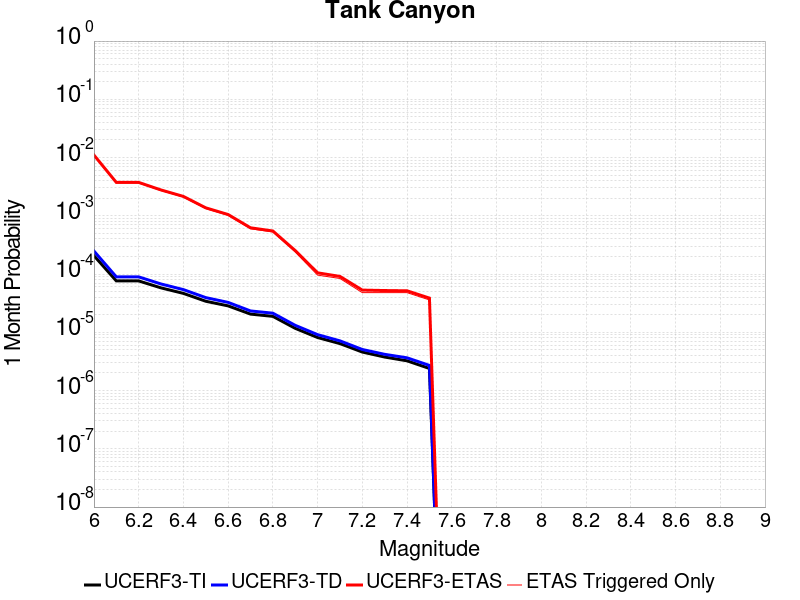 Tank Canyon
10^0
10^-1
10^-2
10^-3
10^-4
10^-5
10^-6
10^-7
10^-8
1 Month Probability
6 6.2 6.4 6.6 6.8 7 7.2 7.4 7.6 7.8 8 8.2 8.4 8.6 8.8 9
Magnitude
UCERF3-TI UCERF3-TD UCERF3-ETAS ETAS Triggered Only